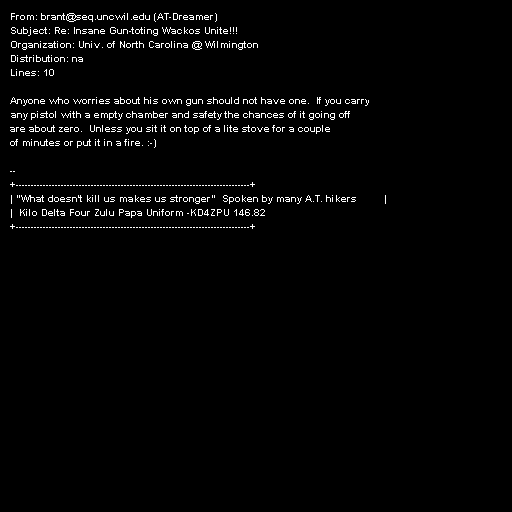 From: brant@seq.uncwil.edu (AT-Dreamer)
Subject: Re: Insane Gun-toting Wackos Unite!!!
Organization: Univ. of North Carolina @ Wilmington
Distribution: na
Lines: 10

Anyone who worries about his own gun should not have one.  If you carry
any pistol with a empty chamber and safety the chances of it going off
are about zero.  Unless you sit it on top of a lite stove for a couple
of minutes or put it in a fire. :-)

--
+------------------------------------------------------------------------------+
| "What doesn't kill us makes us stronger"  Spoken by many A.T. hikers         |
|  Kilo Delta Four Zulu Papa Uniform -KD4ZPU 146.82
+------------------------------------------------------------------------------+